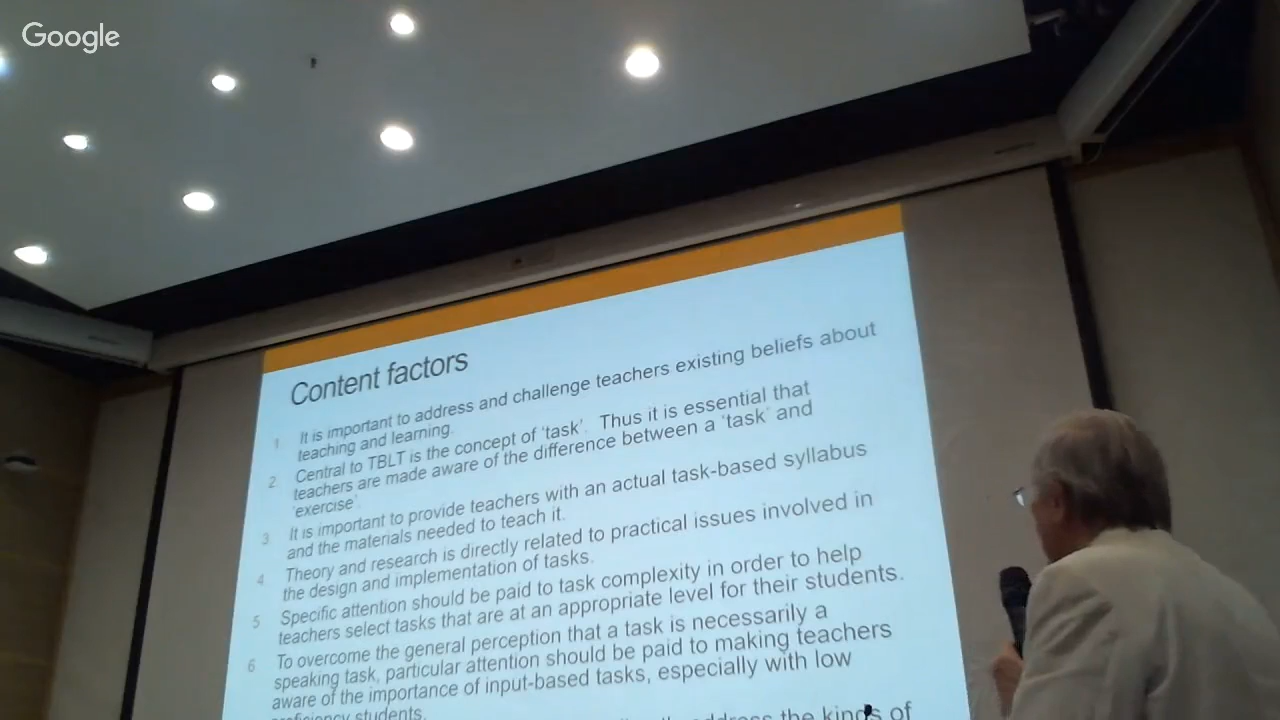 Google
Content factors
1 It is important to address and challenge teachers existing beliefs about
teaching and learning.
2 Central to TBLT is the concept of 'task'. Thus it is essential that
teachers are made aware of the difference between a 'task' and
'exercise'.
3 It is important to provide teachers with an actual task-based syllabus
and the materials needed to teach it.
4 Theory and research is directly related to practical issues involved in
the design and implementation of tasks.
5 Specific attention should be paid to task complexity in order to help
teachers select tasks that are at an appropriate level for their students.
6 To overcome the general perception that a task is necessarily a
speaking task, particular attention should be paid to making teachers
aware of the importance of input-based tasks, especially with low
proficiency students.
address the kinds of